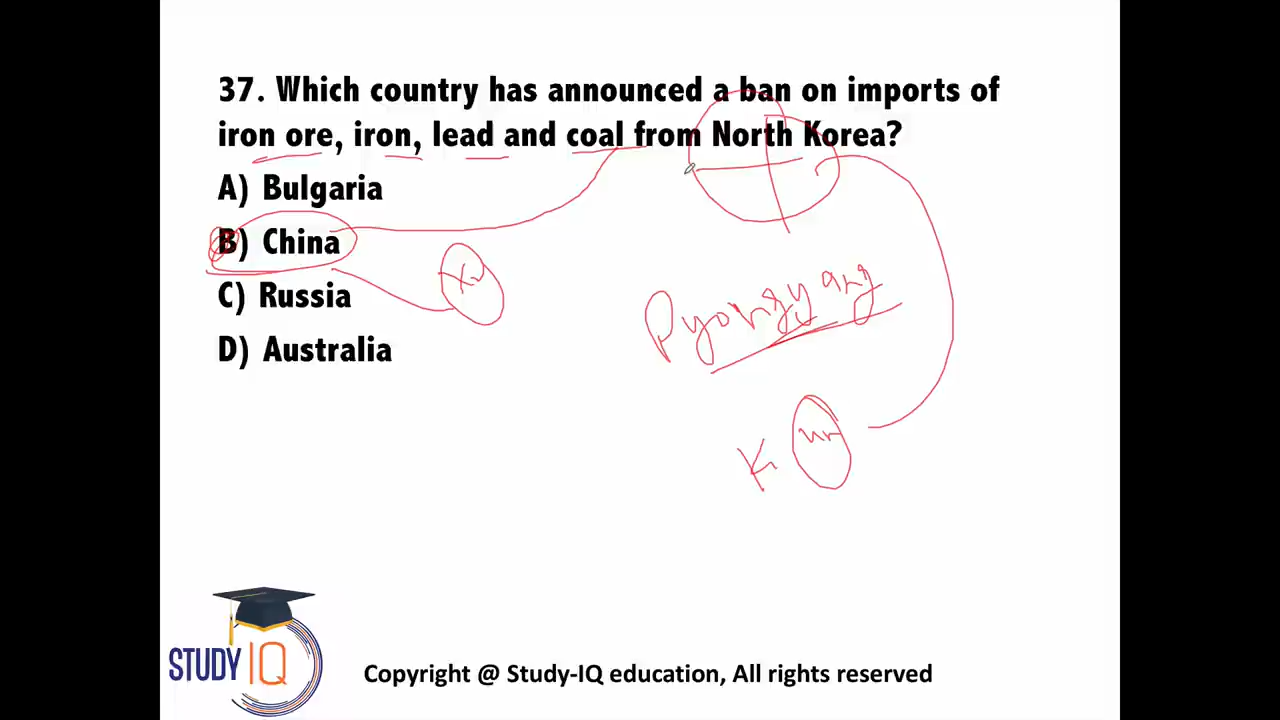 37. Which country has announced a ban on imports of
iron ore, iron, lead and coal from North Korea?
A) Bulgaria
B) China
C) Russia
D) Australia
Pyongyang
K
STUDY IQ
Copyright @ Study-IQ education, All rights reserved